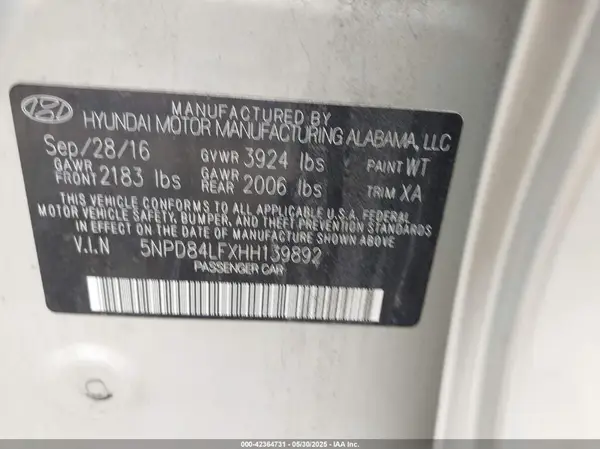 MANUFACTURED BY
HYUNDAI MOTOR MANUFACTURING ALABAMA, LLC
Sep/28/16 GVWR 3924 lbs PAINT WT
GAWR FRONT 2183 lbs GAWR REAR 2006 lbs TRIM XA
THIS VEHICLE CONFORMS TO ALL APPLICABLE U.S.A. FEDERAL
MOTOR VEHICLE SAFETY, BUMPER, AND THEFT PREVENTION STANDARDS
IN EFFECT ON THE DATE OF MANUFACTURE SHOWN ABOVE.
V.I.N 5NPD84LFXHH139892
PASSENGER CAR
000-42384731 - 05/30/2025 - IAAI.COM